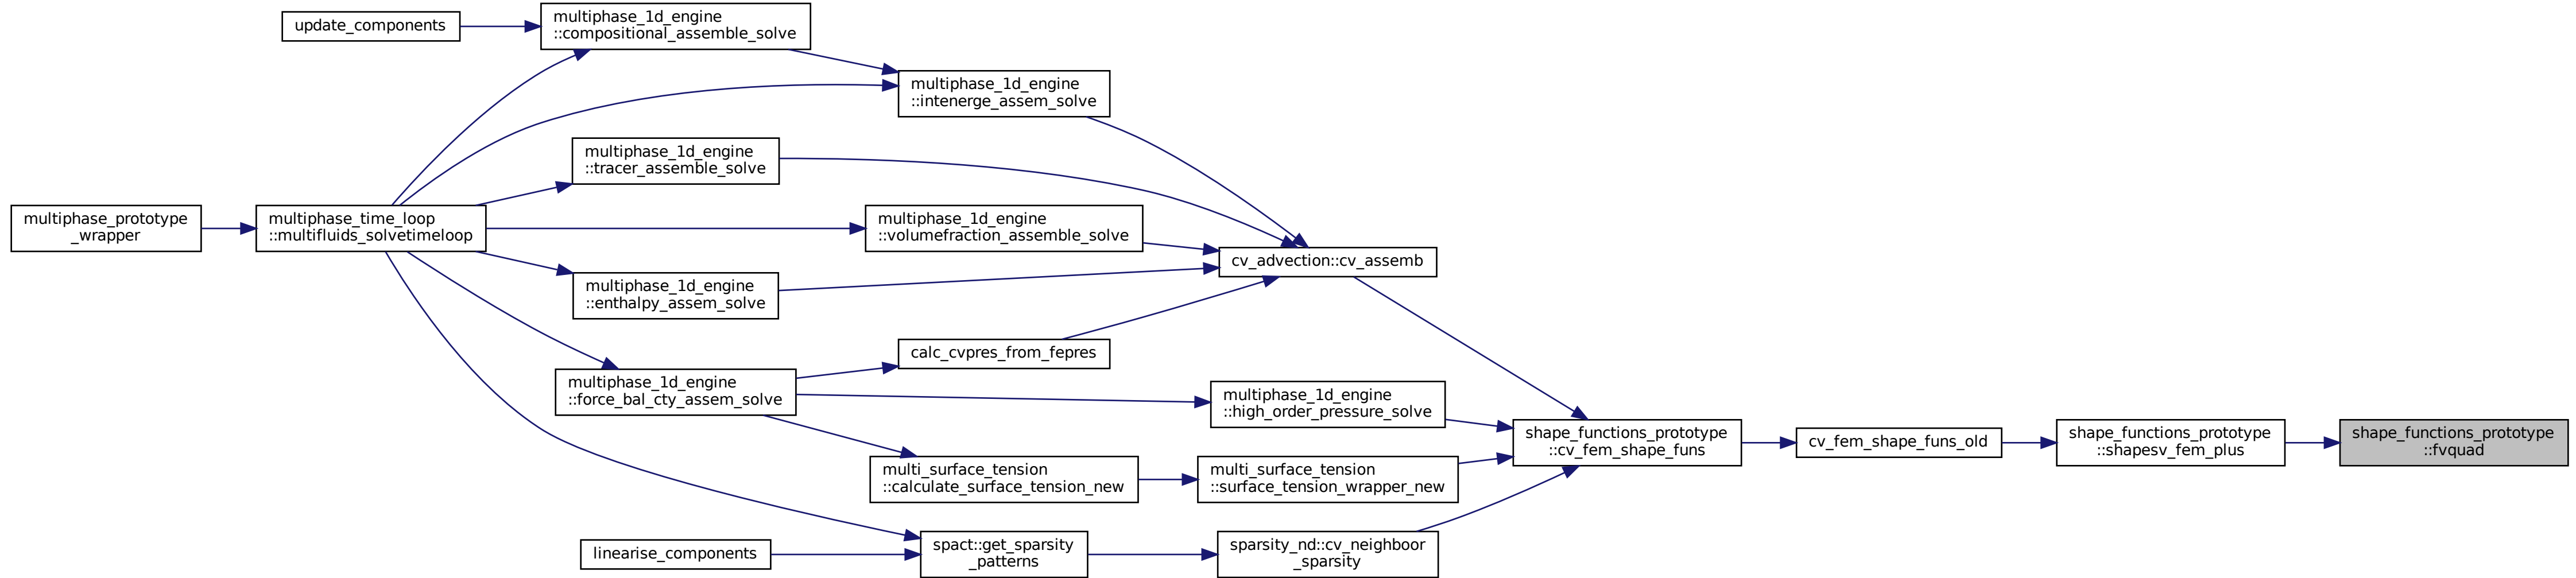 update_components
multiphase_1d_engine
::compositional_assemble_solve
multiphase_1d_engine
::intenerge_assem_solve
multiphase_1d_engine
::tracer_assemble_solve
multiphase_prototype
_wrapper
multiphase_time_loop
::multifluids_solvetimeloop
multiphase_1d_engine
::volumefraction_assemble_solve
cv_advection::cv_assemb
multiphase_1d_engine
::enthalpy_assem_solve
calc_cvpres_from_fepres
multiphase_1d_engine
::force_bal_cty_assem_solve
multiphase_1d_engine
::high_order_pressure_solve
shape_functions_prototype
::cv_fem_shape_funs
cv_fem_shape_funs_old
shape_functions_prototype
::shapesv_fem_plus
shape_functions_prototype
::fvquad
multi_surface_tension
::calculate_surface_tension_new
multi_surface_tension
::surface_tension_wrapper_new
linearise_components
spact::get_sparsity
_patterns
sparsity_nd::cv_neighboor
_sparsity